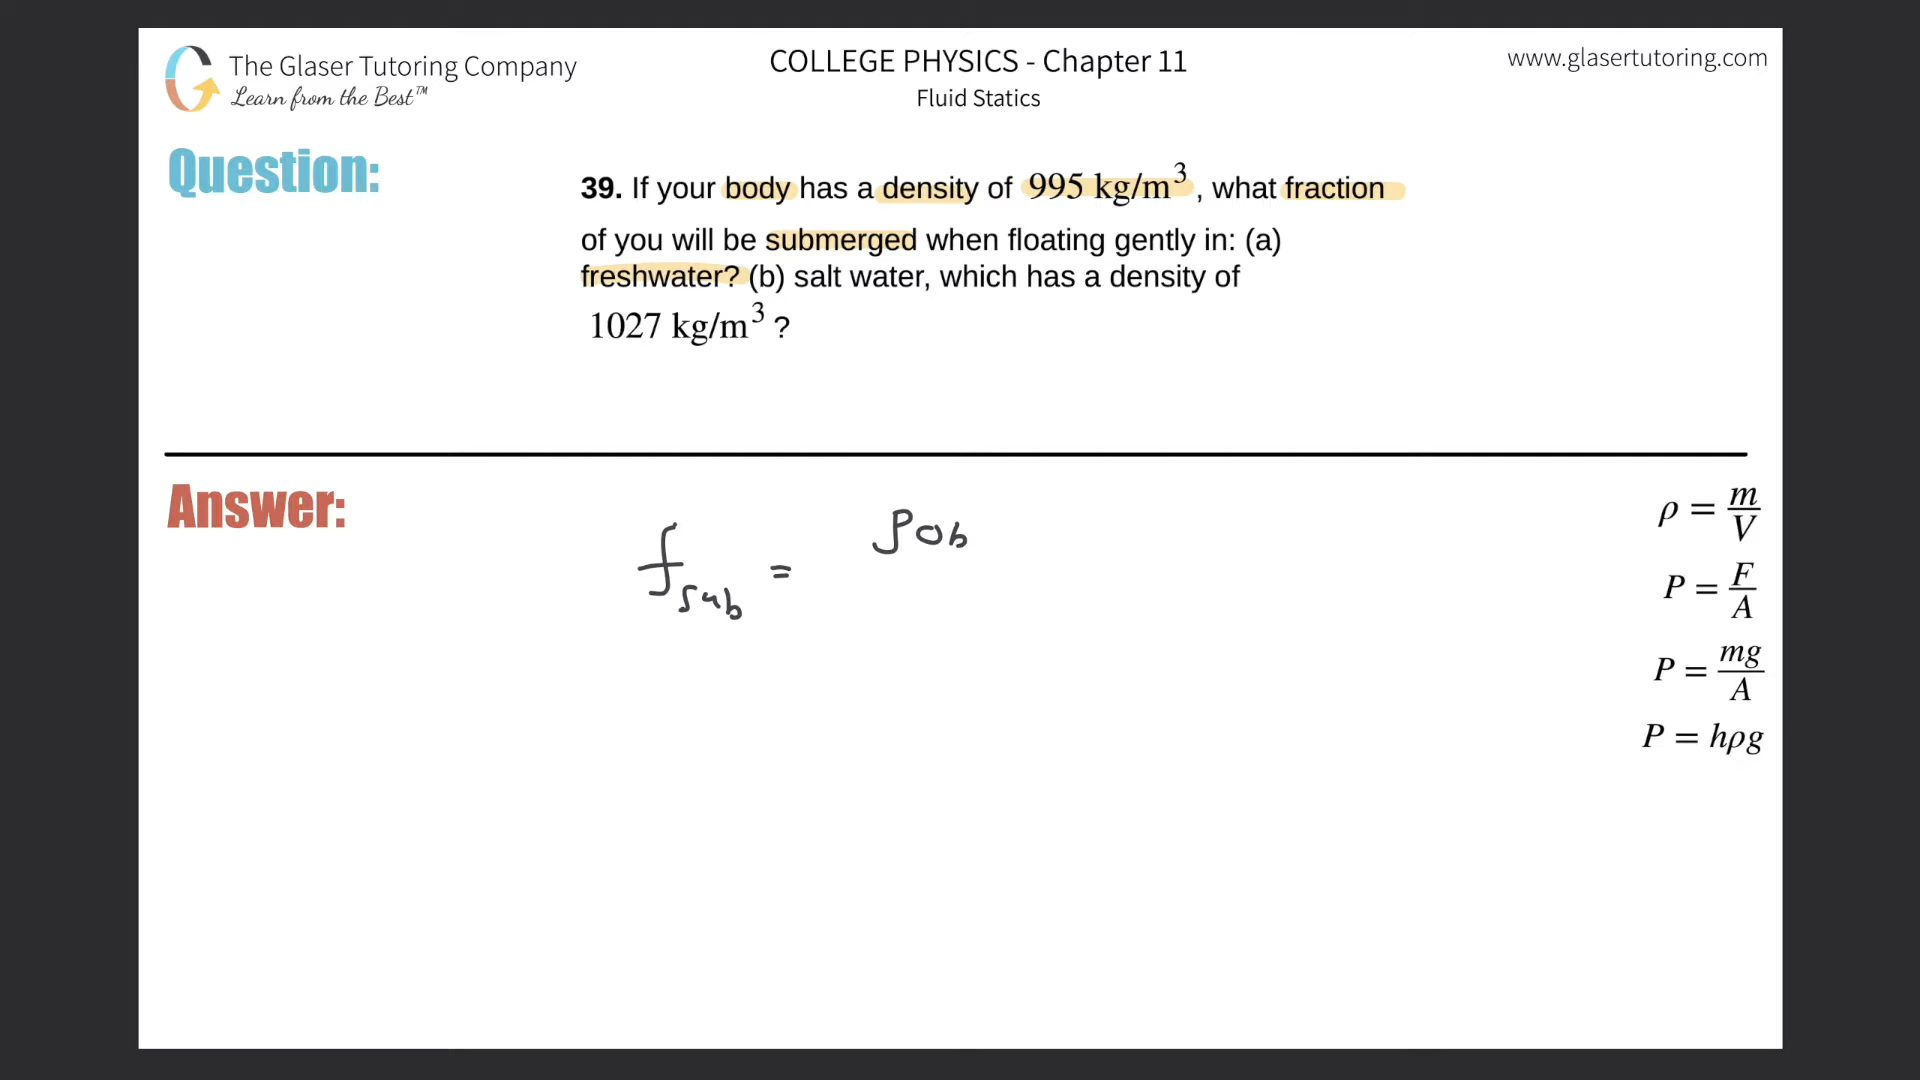 The Glaser Tutoring Company
Learn from the Best™
COLLEGE PHYSICS - Chapter 11
Fluid Statics
www.glasertutoring.com
Question:
39. If your body has a density of 995 kg/m³ , what fraction
of you will be submerged when floating gently in: (a)
freshwater? (b) salt water, which has a density of
1027 kg/m³ ?
Answer:
f_sub = ρob
ρ = m/V
P = F/A
P = mg/A
P = hρg